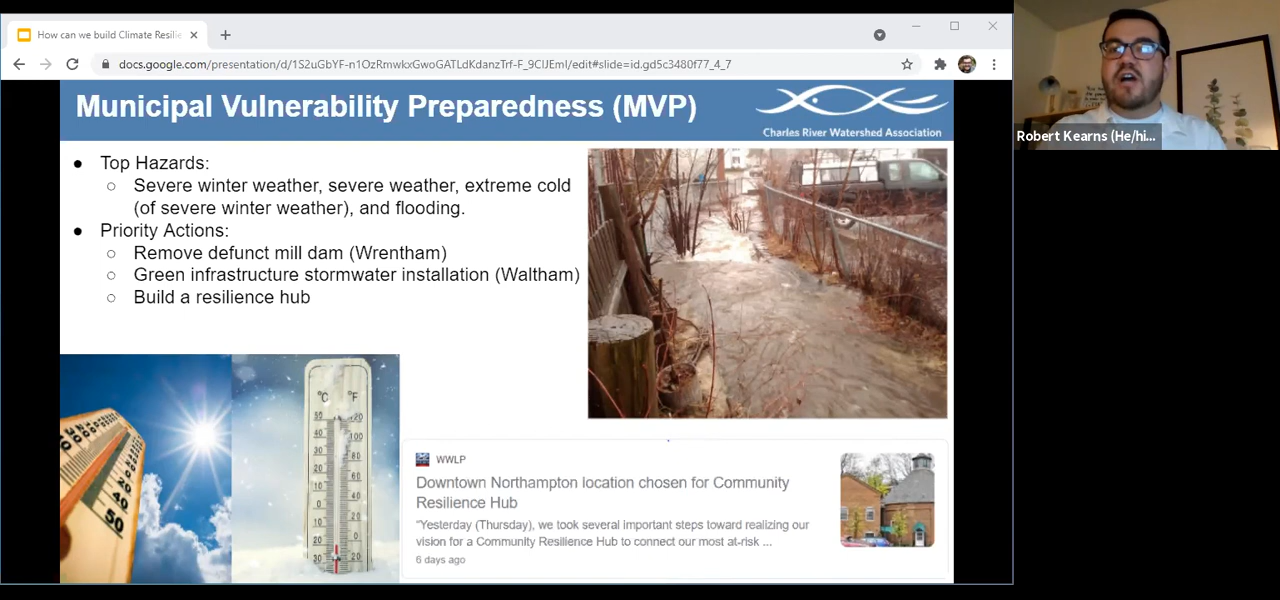 How can we build Climate Resilie
docs.google.com/presentation/d/1S2uGbYF-n1OzRmwkxGwoGATLdKdanzTrf-F_9ClJEmI/edit#slide=id.gd5c3480f77_4_7
Municipal Vulnerability Preparedness (MVP)
Charles River Watershed Association
Robert Kearns (He/hi...
● Top Hazards:
○ Severe winter weather, severe weather, extreme cold
(of severe winter weather), and flooding.
● Priority Actions:
○ Remove defunct mill dam (Wrentham)
○ Green infrastructure stormwater installation (Waltham)
○ Build a resilience hub
°C °F
WWLP
Downtown Northampton location chosen for Community
Resilience Hub
“Yesterday (Thursday), we took several important steps toward realizing our
vision for a Community Resilience Hub to connect our most at-risk ...
6 days ago